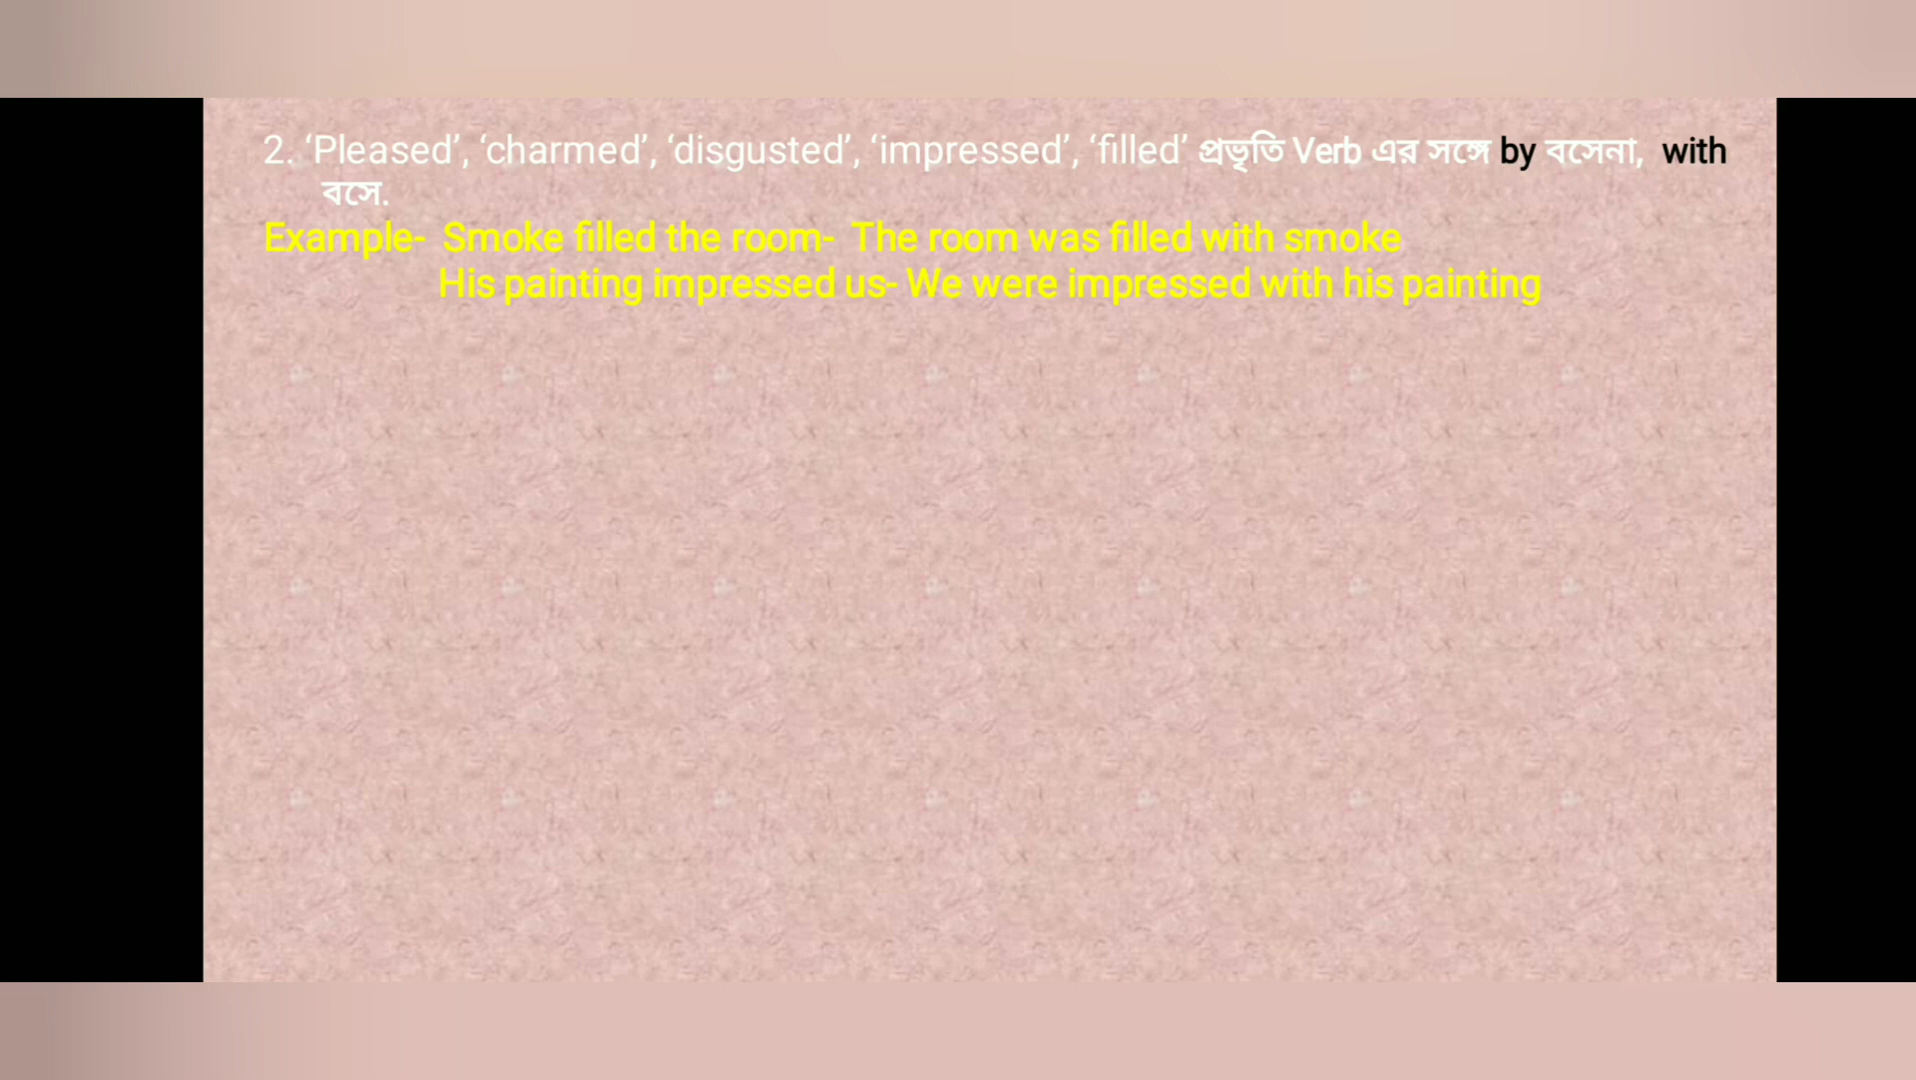 2. ‘Pleased’, ‘charmed’, ‘disgusted’, ‘impressed’, ‘filled’ প্রভৃতি Verb এর সঙ্গে by বসেনা, with
বসে.
Example- Smoke filled the room- The room was filled with smoke
His painting impressed us- We were impressed with his painting